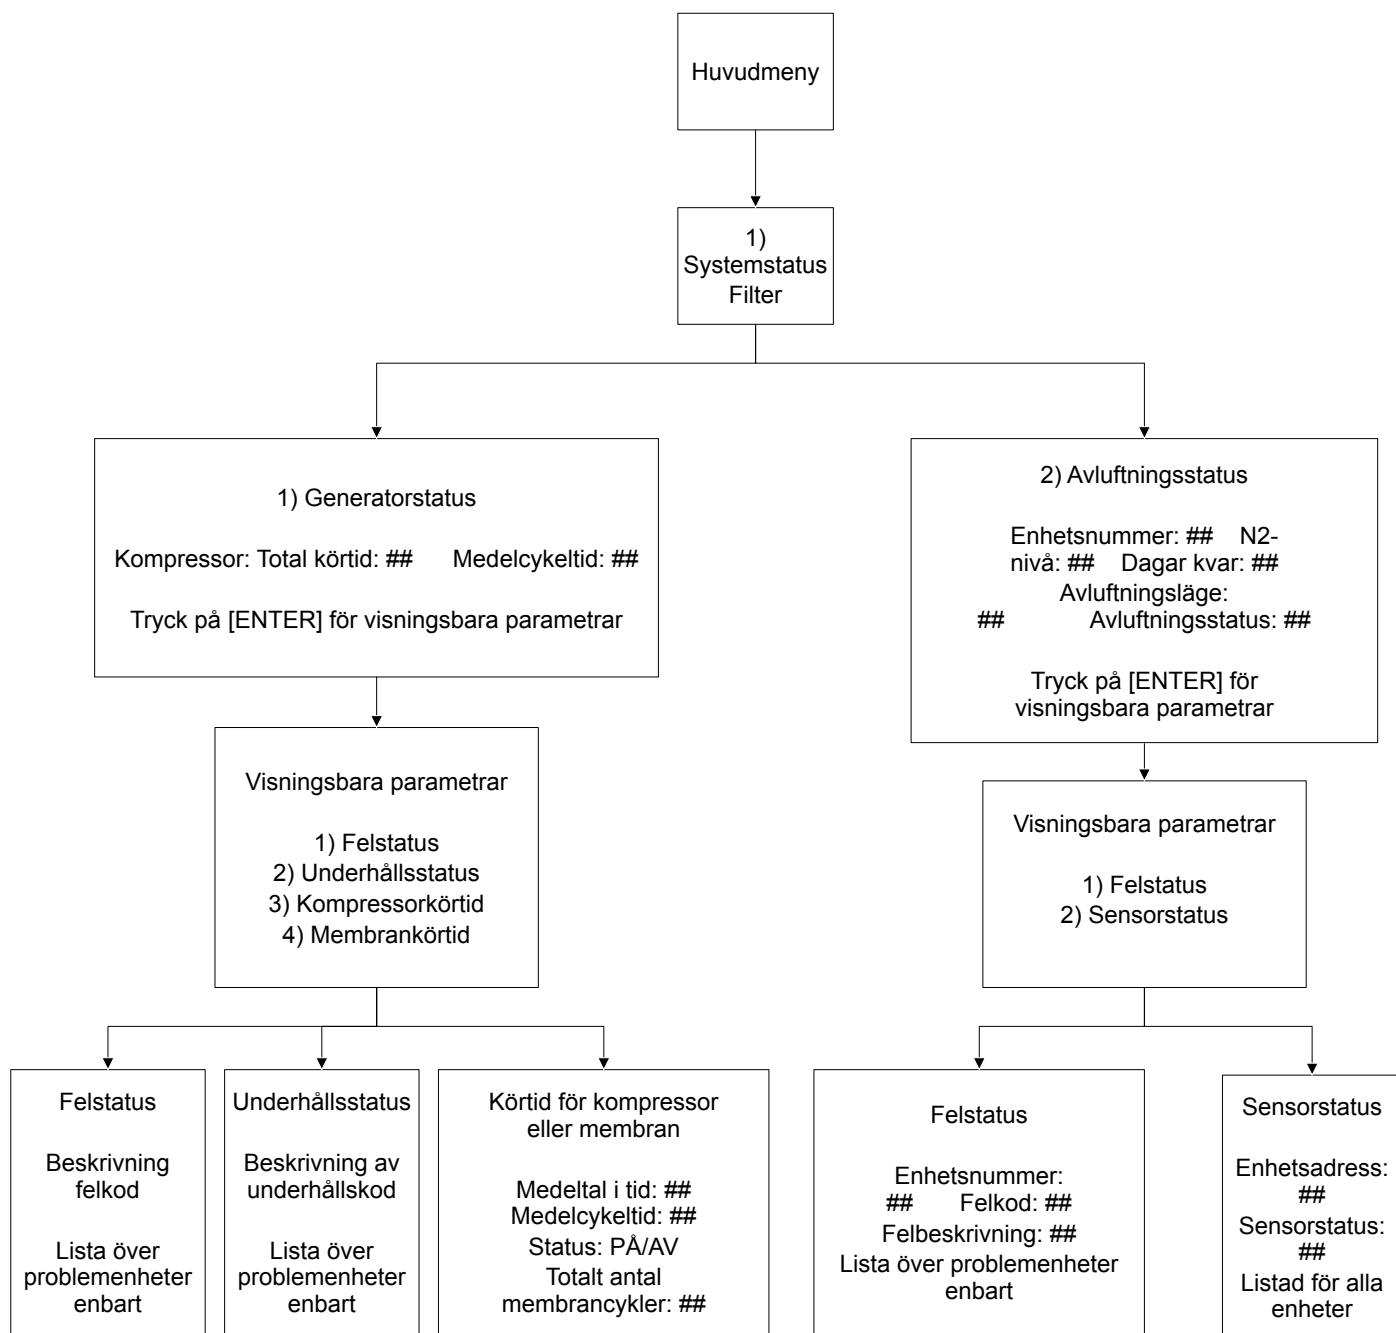 Huvudmeny
1)
Systemstatus
Filter
1) Generatorstatus
Kompressor: Total körtid: ## Medelcykeltid: ##
Tryck på [ENTER] för visningsbara parametrar
2) Avluftningsstatus
Enhetsnummer: ## N2-
nivå: ## Dagar kvar: ##
Avluftningsläge:
## Avluftningsstatus: ##
Tryck på [ENTER] för
visningsbara parametrar
Visningsbara parametrar
1) Felstatus
2) Underhållsstatus
3) Kompressorkörtid
4) Membrankörtid
Visningsbara parametrar
1) Felstatus
2) Sensorstatus
Felstatus
Beskrivning
felkod
Lista över
problemenheter
enbart
Underhållsstatus
Beskrivning av
underhållskod
Lista över
problemenheter
enbart
Körtid för kompressor
eller membran
Medeltal i tid: ##
Medelcykeltid: ##
Status: PÅ/AV
Totalt antal
membrancykler: ##
Felstatus
Enhetsnummer:
## Felkod: ##
Felbeskrivning: ##
Lista över problemenheter
enbart
Sensorstatus
Enhetsadress:
##
Sensorstatus:
##
Listad för alla
enheter